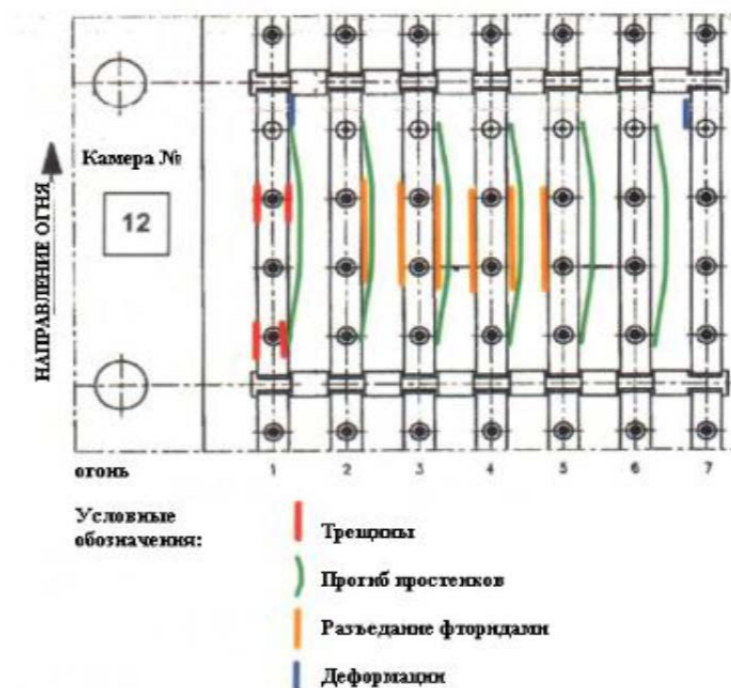 Камера №
12
НАПРАВЛЕНИЕ ОГНЯ
огонь 1 2 3 4 5 6 7
Условные
обозначения:
Трещины
Прогиб простенков
Разъедание фторидами
Деформации